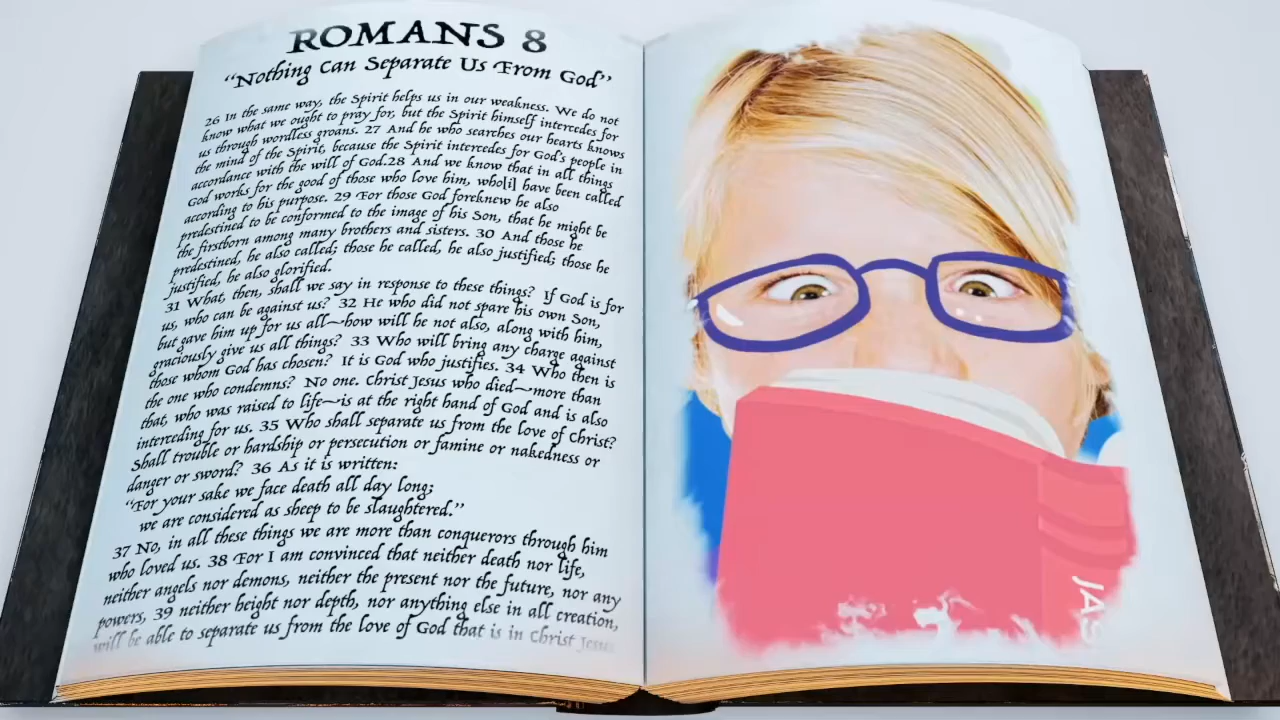 ROMANS 8
“Nothing Can Separate Us From God”
26 In the same way, the Spirit helps us in our weakness. We do not
know what we ought to pray for, but the Spirit himself intercedes for
us through wordless groans. 27 And he who searches our hearts knows
the mind of the Spirit, because the Spirit intercedes for God's people in
accordance with the will of God.28 And we know that in all things
God works for the good of those who love him, who[i] have been called
according to his purpose. 29 For those God foreknew he also
predestined to be conformed to the image of his Son, that he might be
the firstborn among many brothers and sisters. 30 And those he
predestined, he also called; those he called, he also justified; those he
justified, he also glorified.
31 What, then, shall we say in response to these things? If God is for
us, who can be against us? 32 He who did not spare his own Son,
but gave him up for us all—how will he not also, along with him,
graciously give us all things? 33 Who will bring any charge against
those whom God has chosen? It is God who justifies. 34 Who then is
the one who condemns? No one. Christ Jesus who died—more than
that, who was raised to life—is at the right hand of God and is also
interceding for us. 35 Who shall separate us from the love of Christ?
Shall trouble or hardship or persecution or famine or nakedness or
danger or sword? 36 As it is written:
“For your sake we face death all day long;
we are considered as sheep to be slaughtered.”
37 No, in all these things we are more than conquerors through him
who loved us. 38 For I am convinced that neither death nor life,
neither angels nor demons, neither the present nor the future, nor any
powers, 39 neither height nor depth, nor anything else in all creation,
will be able to separate us from the love of God that is in Christ Jesus
JAS